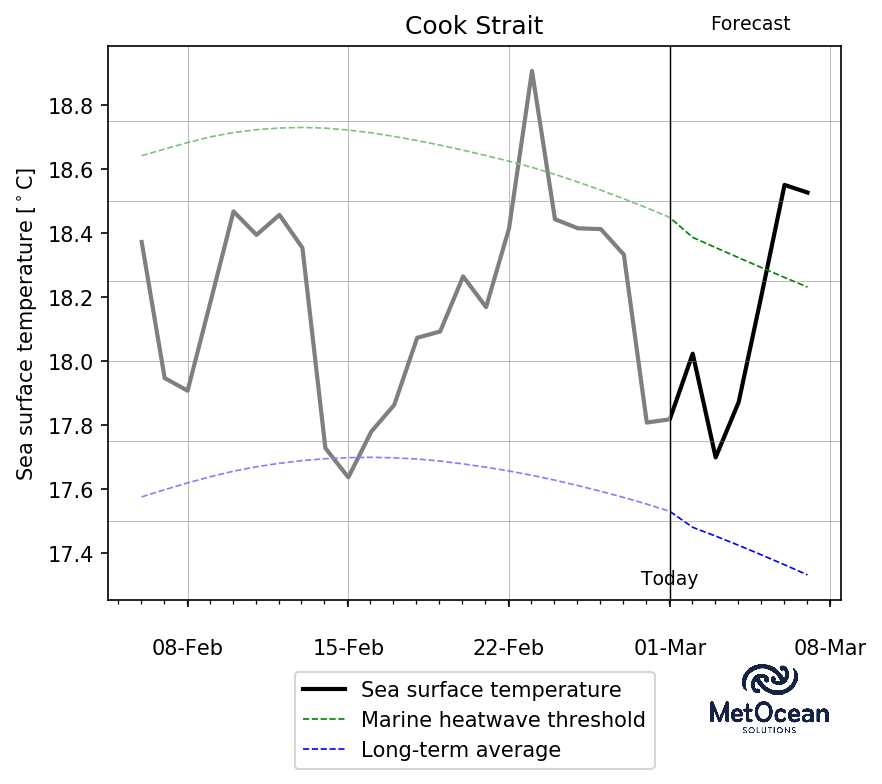 Cook Strait
Forecast
Sea surface temperature [°C]
18.8
18.6
18.4
18.2
18.0
17.8
17.6
17.4
Today
08-Feb
15-Feb
22-Feb
01-Mar
08-Mar
Sea surface temperature
Marine heatwave threshold
Long-term average
MetOcean
SOLUTIONS